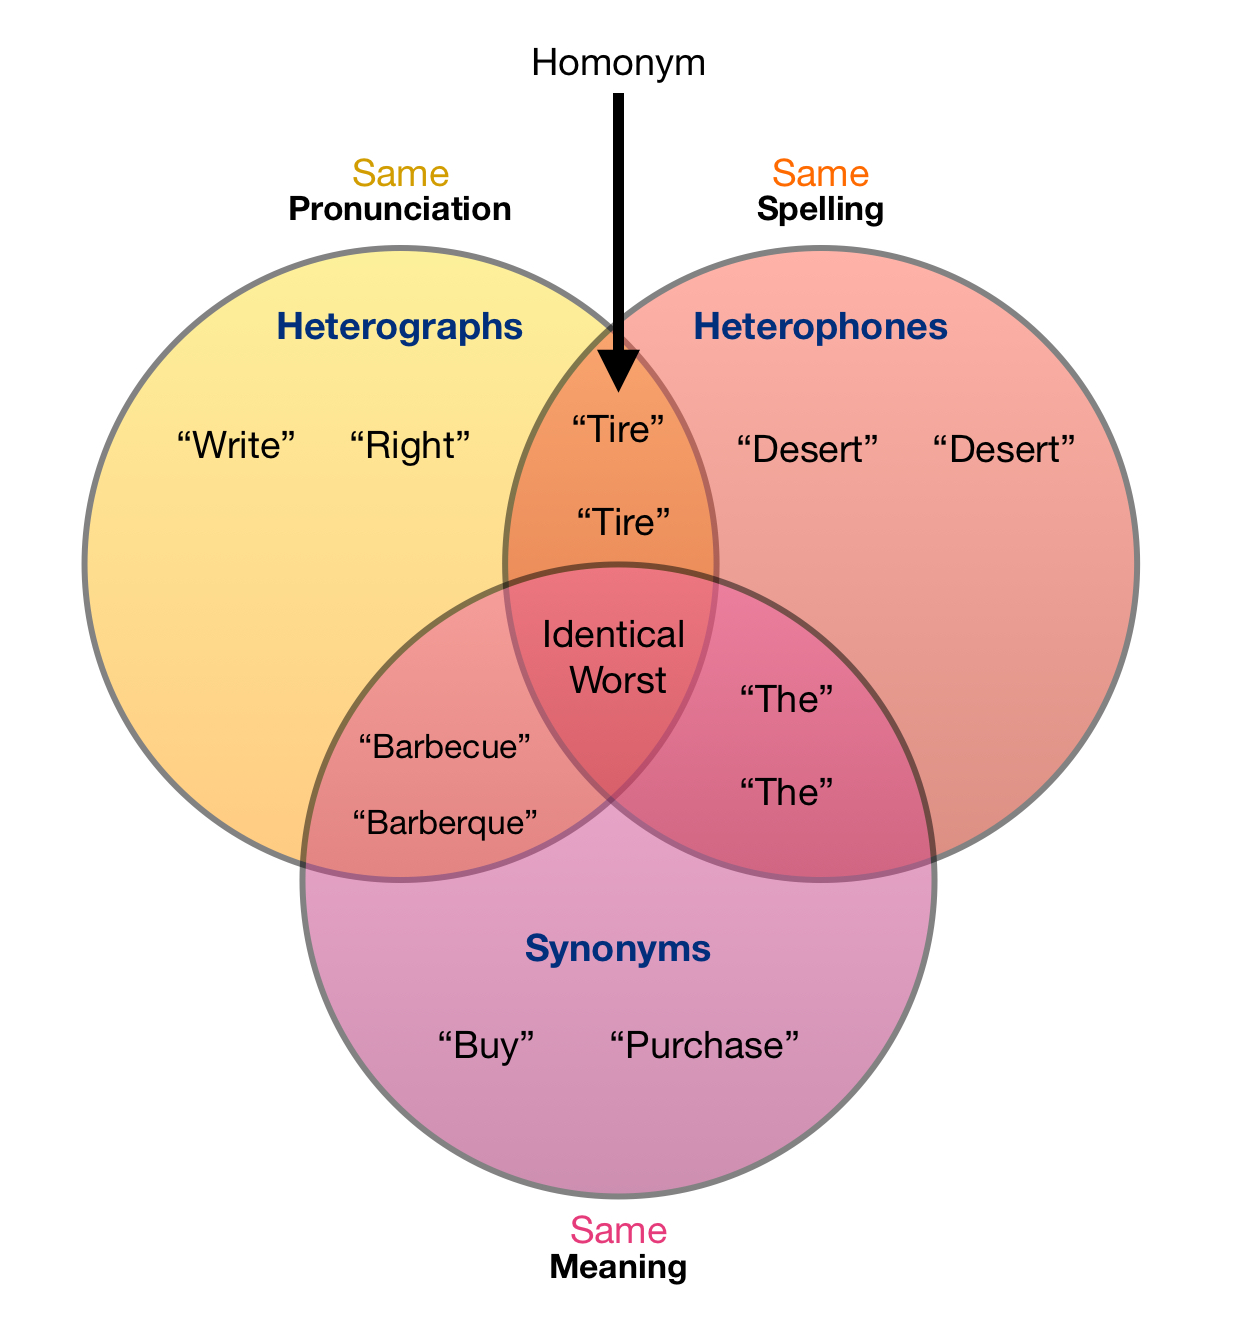 Homonym
Same
Pronunciation
Same
Spelling
Heterographs
Heterophones
“Write” “Right”
“Tire”
“Desert” “Desert”
“Tire”
Identical
Worst
“The”
“Barbecue”
“The”
“Barberque”
Synonyms
“Buy” “Purchase”
Same
Meaning